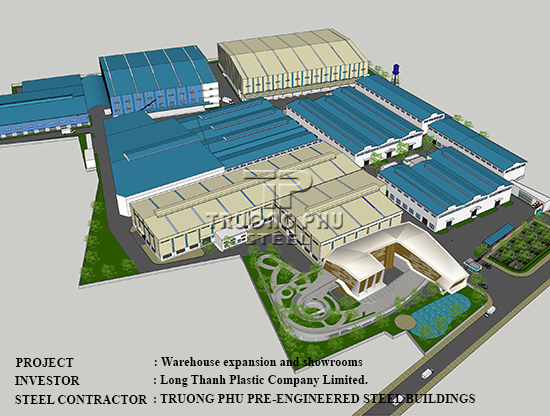 TP
TRUONG PHU
STEEL
PROJECT : Warehouse expansion and showrooms
INVESTOR : Long Thanh Plastic Company Limited.
STEEL CONTRACTOR : TRUONG PHU PRE-ENGINEERED STEEL BUILDINGS